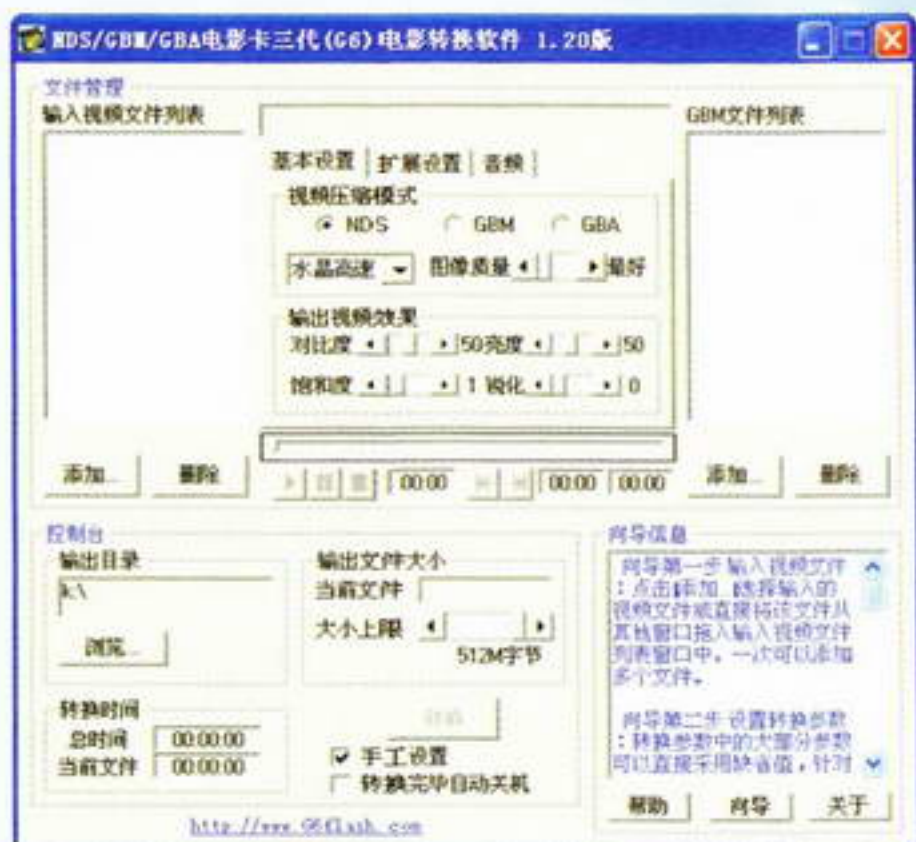 NDS/GBM/GBA电影卡三代(G6)电影转换软件 1.20版
文件管理
输入视频文件列表
GBM文件列表
基本设置 扩展设置 音频
视频压缩模式
NDS GBM GBA
水晶高速 图像质量 最好
输出视频效果
对比度 50 亮度 50
饱和度 1 锐化 0
添加... 删除
00:00 00:00 00:00
添加... 删除
控制台
输出目录
k:\
浏览...
输出文件大小
当前文件
大小上限
512M字节
转换时间
总时间 00:00:00
当前文件 00:00:00
手工设置
转换完毕自动关机
http://www.G6flash.com
向导信息
向导第一步 输入视频文件
：点击添加 选择输入的
视频文件或直接将该文件从
其他窗口拖入输入视频文件
列表窗口中。一次可以添加
多个文件。
向导第二步 设置转换参数
：转换参数中的大部分参数
可以直接采用缺省值，针对
帮助 向导 关于